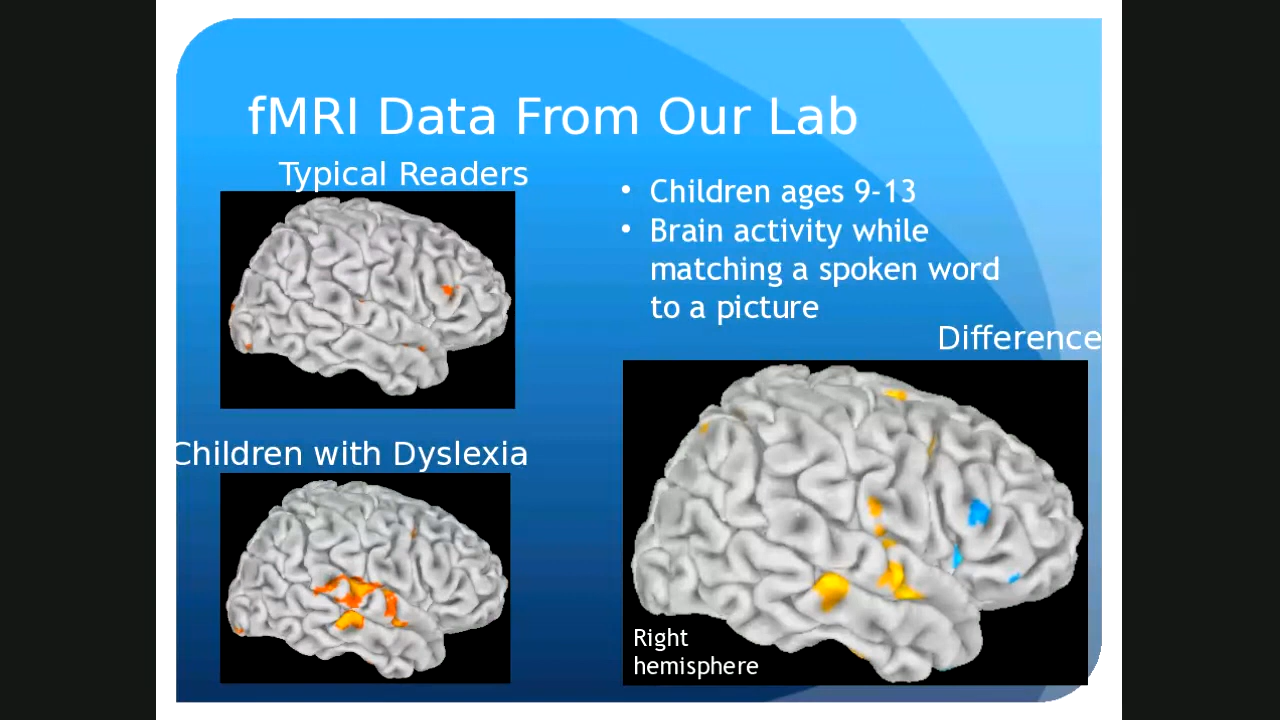 fMRI Data From Our Lab
Typical Readers
• Children ages 9-13
• Brain activity while
matching a spoken word
to a picture
Difference
Children with Dyslexia
Right
hemisphere